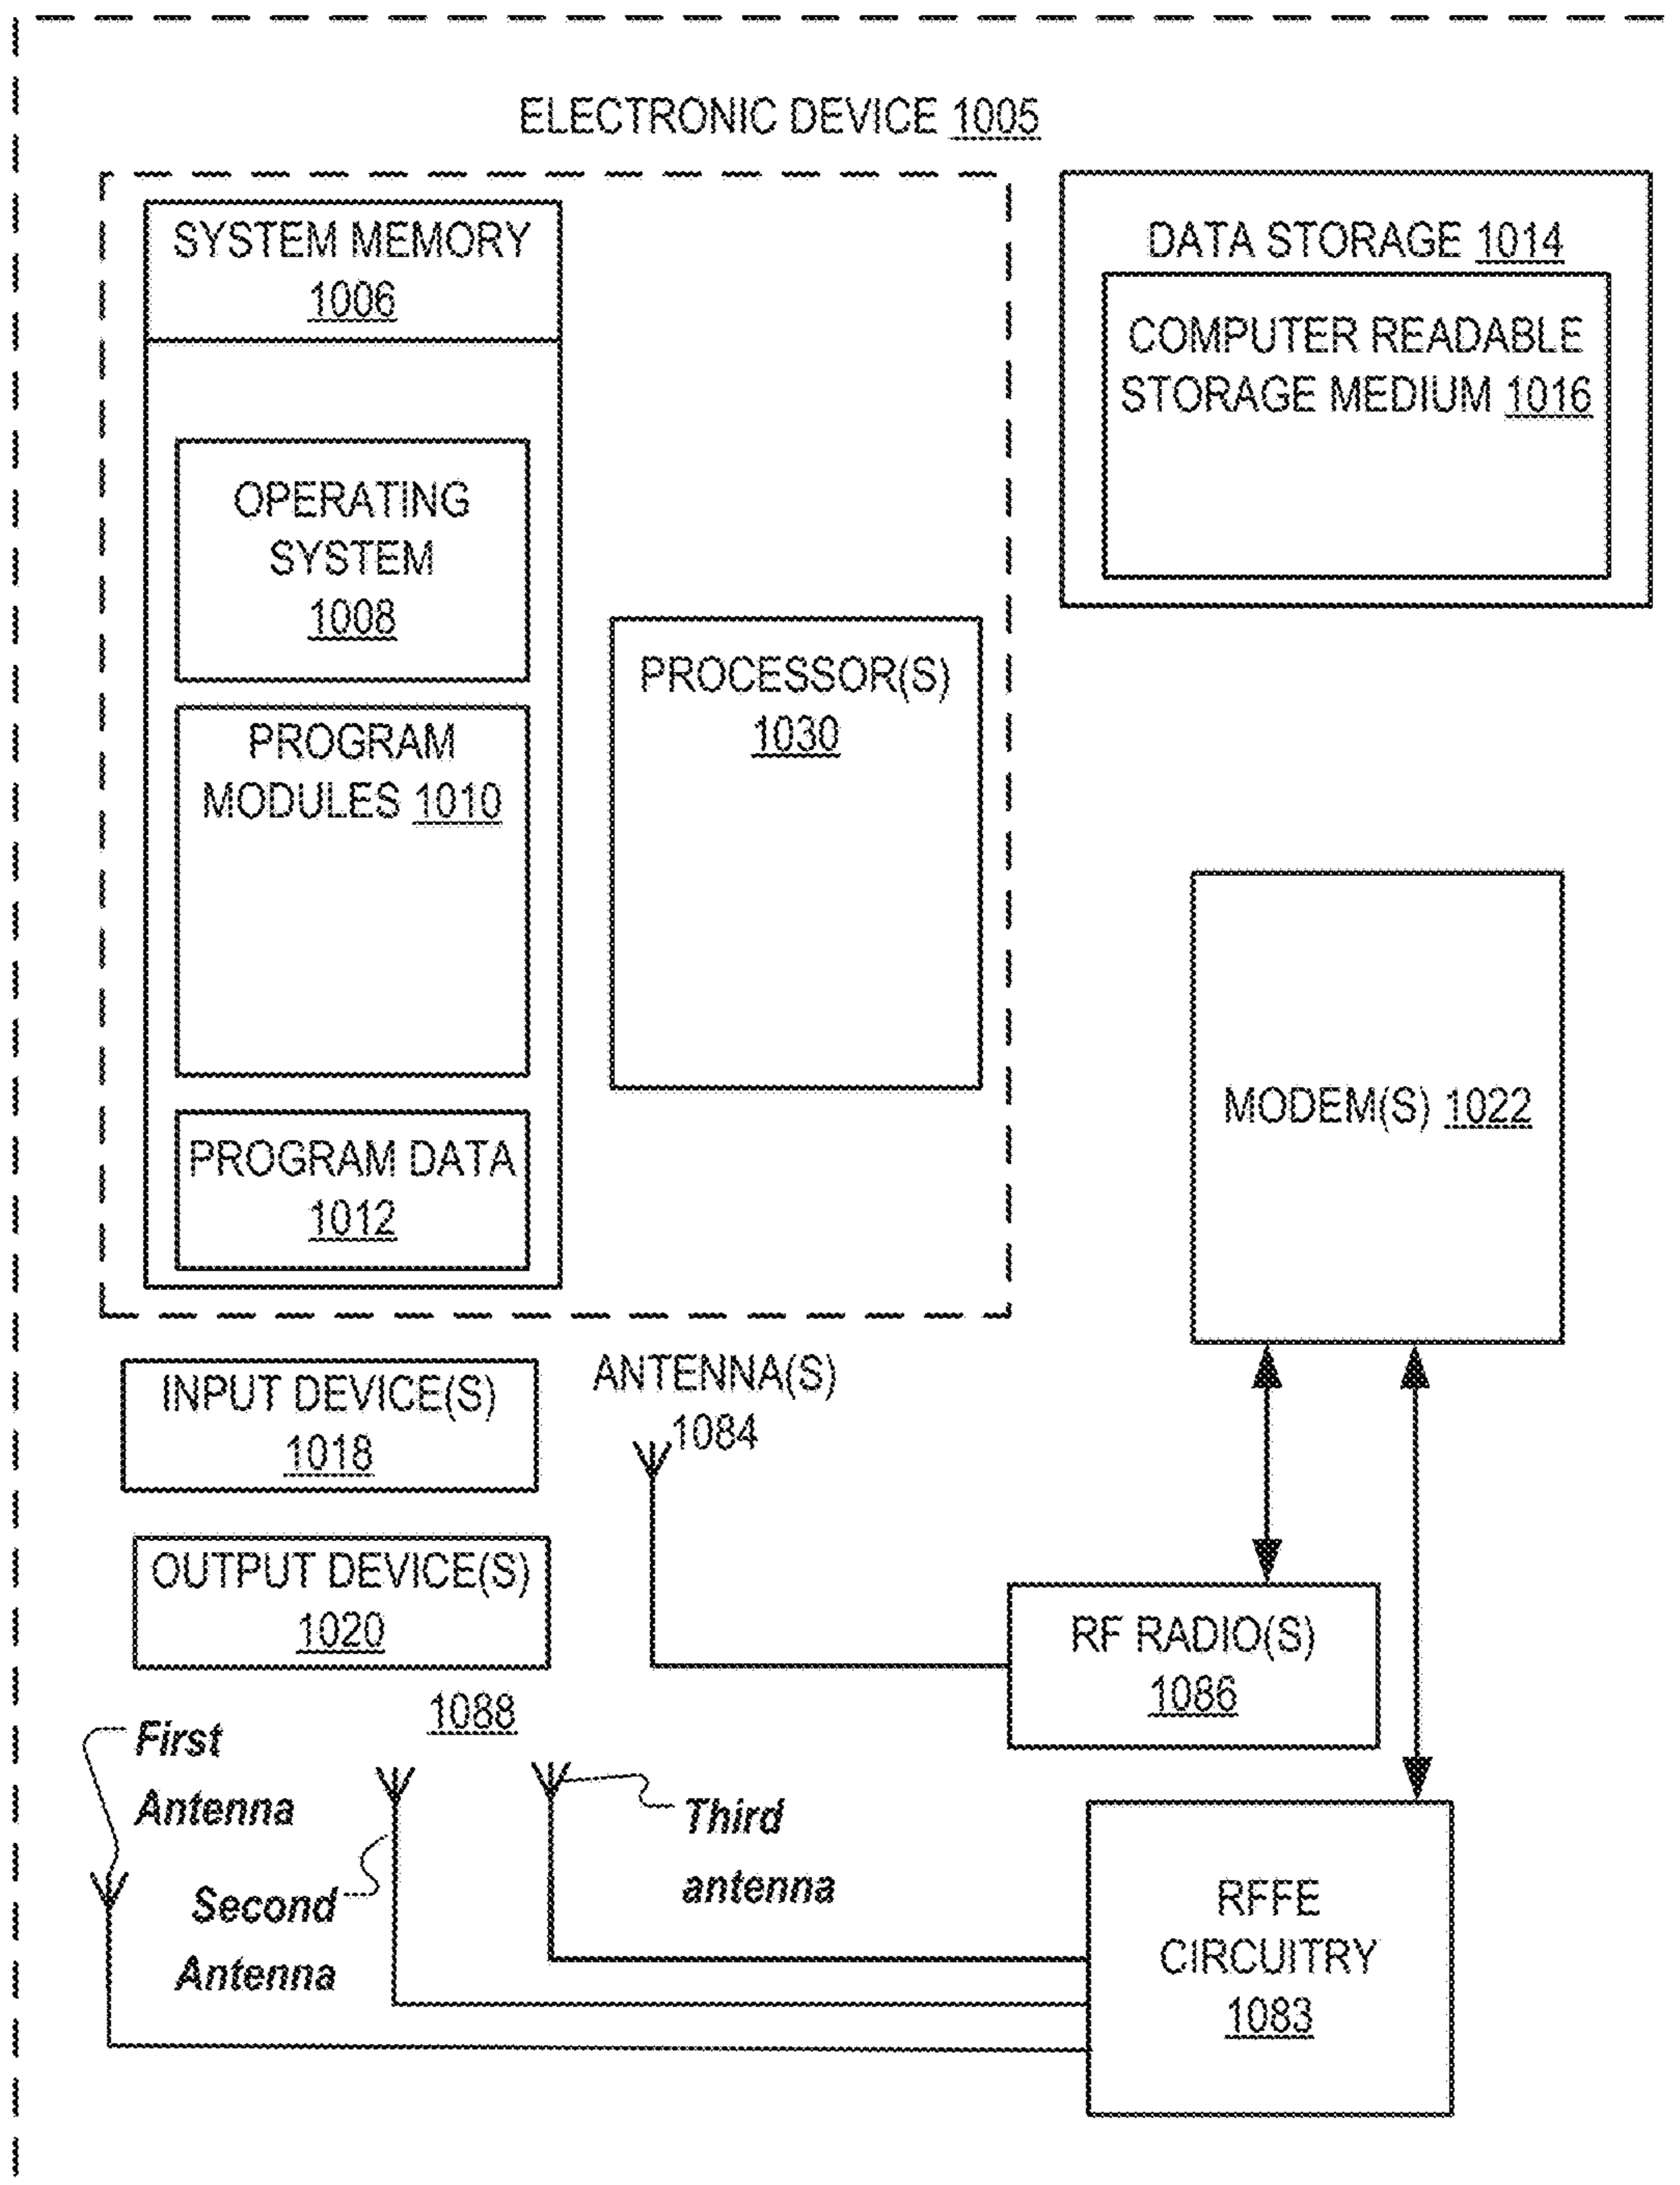 ELECTRONIC DEVICE 1005
SYSTEM MEMORY
1006
OPERATING
SYSTEM
1008
PROGRAM
MODULES 1010
PROGRAM DATA
1012
PROCESSOR(S)
1030
DATA STORAGE 1014
COMPUTER READABLE
STORAGE MEDIUM 1016
MODEM(S) 1022
INPUT DEVICE(S)
1018
ANTENNA(S)
1084
OUTPUT DEVICE(S)
1020
RF RADIO(S)
1086
1088
First
Antenna
Second
Antenna
Third
antenna
RFFE
CIRCUITRY
1083